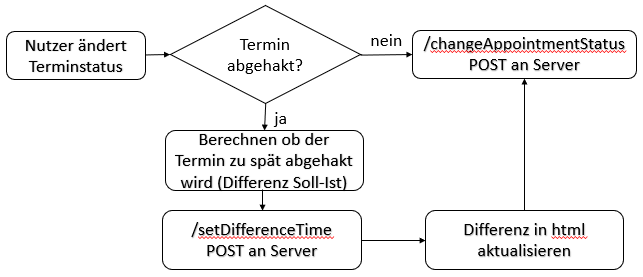 Nutzer ändert
Terminstatus
Termin
abgehakt?
nein
/changeAppointmentStatus
POST an Server
ja
Berechnen ob der
Termin zu spät abgehakt
wird (Differenz Soll-Ist)
/setDifferenceTime
POST an Server
Differenz in html
aktualisieren